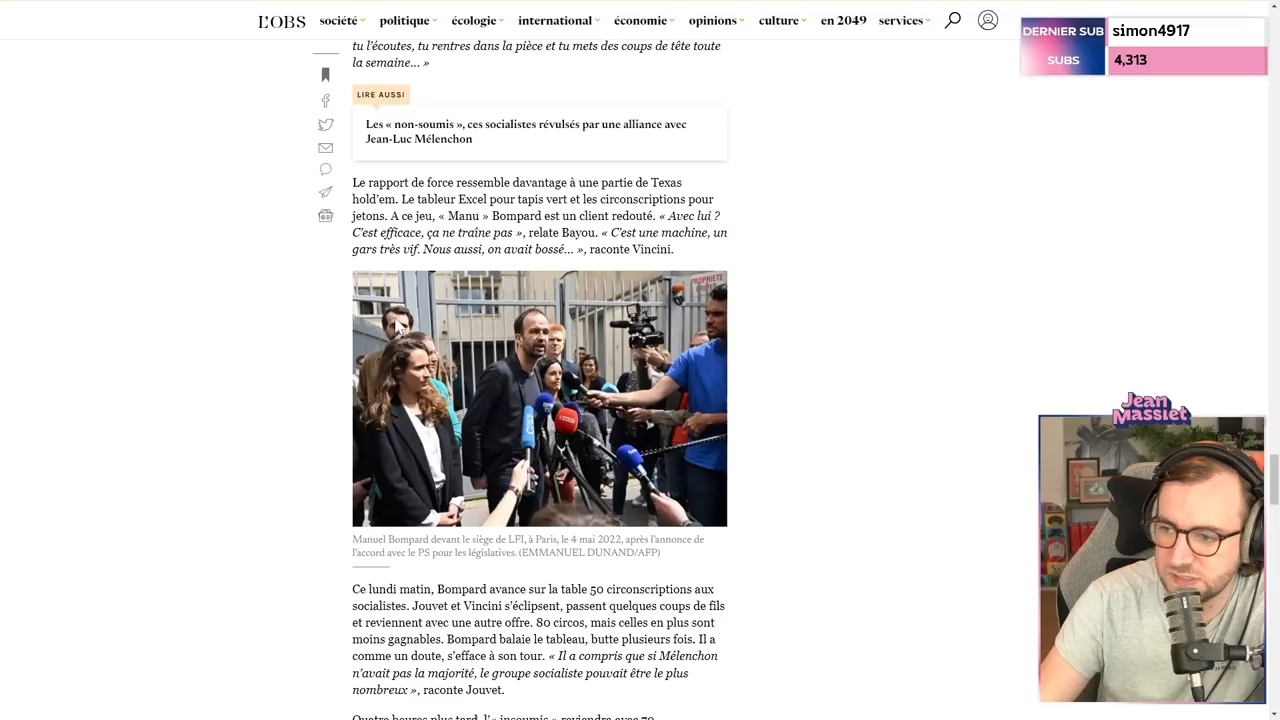 L'OBS
société politique écologie international économie opinions culture en 2049 services
DERNIER SUB simon4917
SUBS 4,313
tu l'écoutes, tu rentres dans la pièce et tu mets des coups de tête toute
la semaine... »
LIRE AUSSI
Les « non-soumis », ces socialistes révulsés par une alliance avec
Jean-Luc Mélenchon
Le rapport de force ressemble davantage à une partie de Texas
hold'em. Le tableur Excel pour tapis vert et les circonscriptions pour
jetons. A ce jeu, « Manu » Bompard est un client redouté. « Avec lui ?
C'est efficace, ça ne traîne pas », relate Bayou. « C'est une machine, un
gars très vif. Nous aussi, on avait bossé... », raconte Vincini.
PROPRIETE
Manuel Bompard devant le siège de LFI, à Paris, le 4 mai 2022, après l'annonce de
l'accord avec le PS pour les législatives. (EMMANUEL DUNAND/AFP)
Ce lundi matin, Bompard avance sur la table 50 circonscriptions aux
socialistes. Jouvet et Vincini s'éclipsent, passent quelques coups de fils
et reviennent avec une autre offre. 80 circos, mais celles en plus sont
moins gagnables. Bompard balaie le tableau, butte plusieurs fois. Il a
comme un doute, s'efface à son tour. « Il a compris que si Mélenchon
n'avait pas la majorité, le groupe socialiste pouvait être le plus
nombreux », raconte Jouvet.
Quatre heures plus tard, l'« insoumis » reviendra avec 70
Jean
Massiet